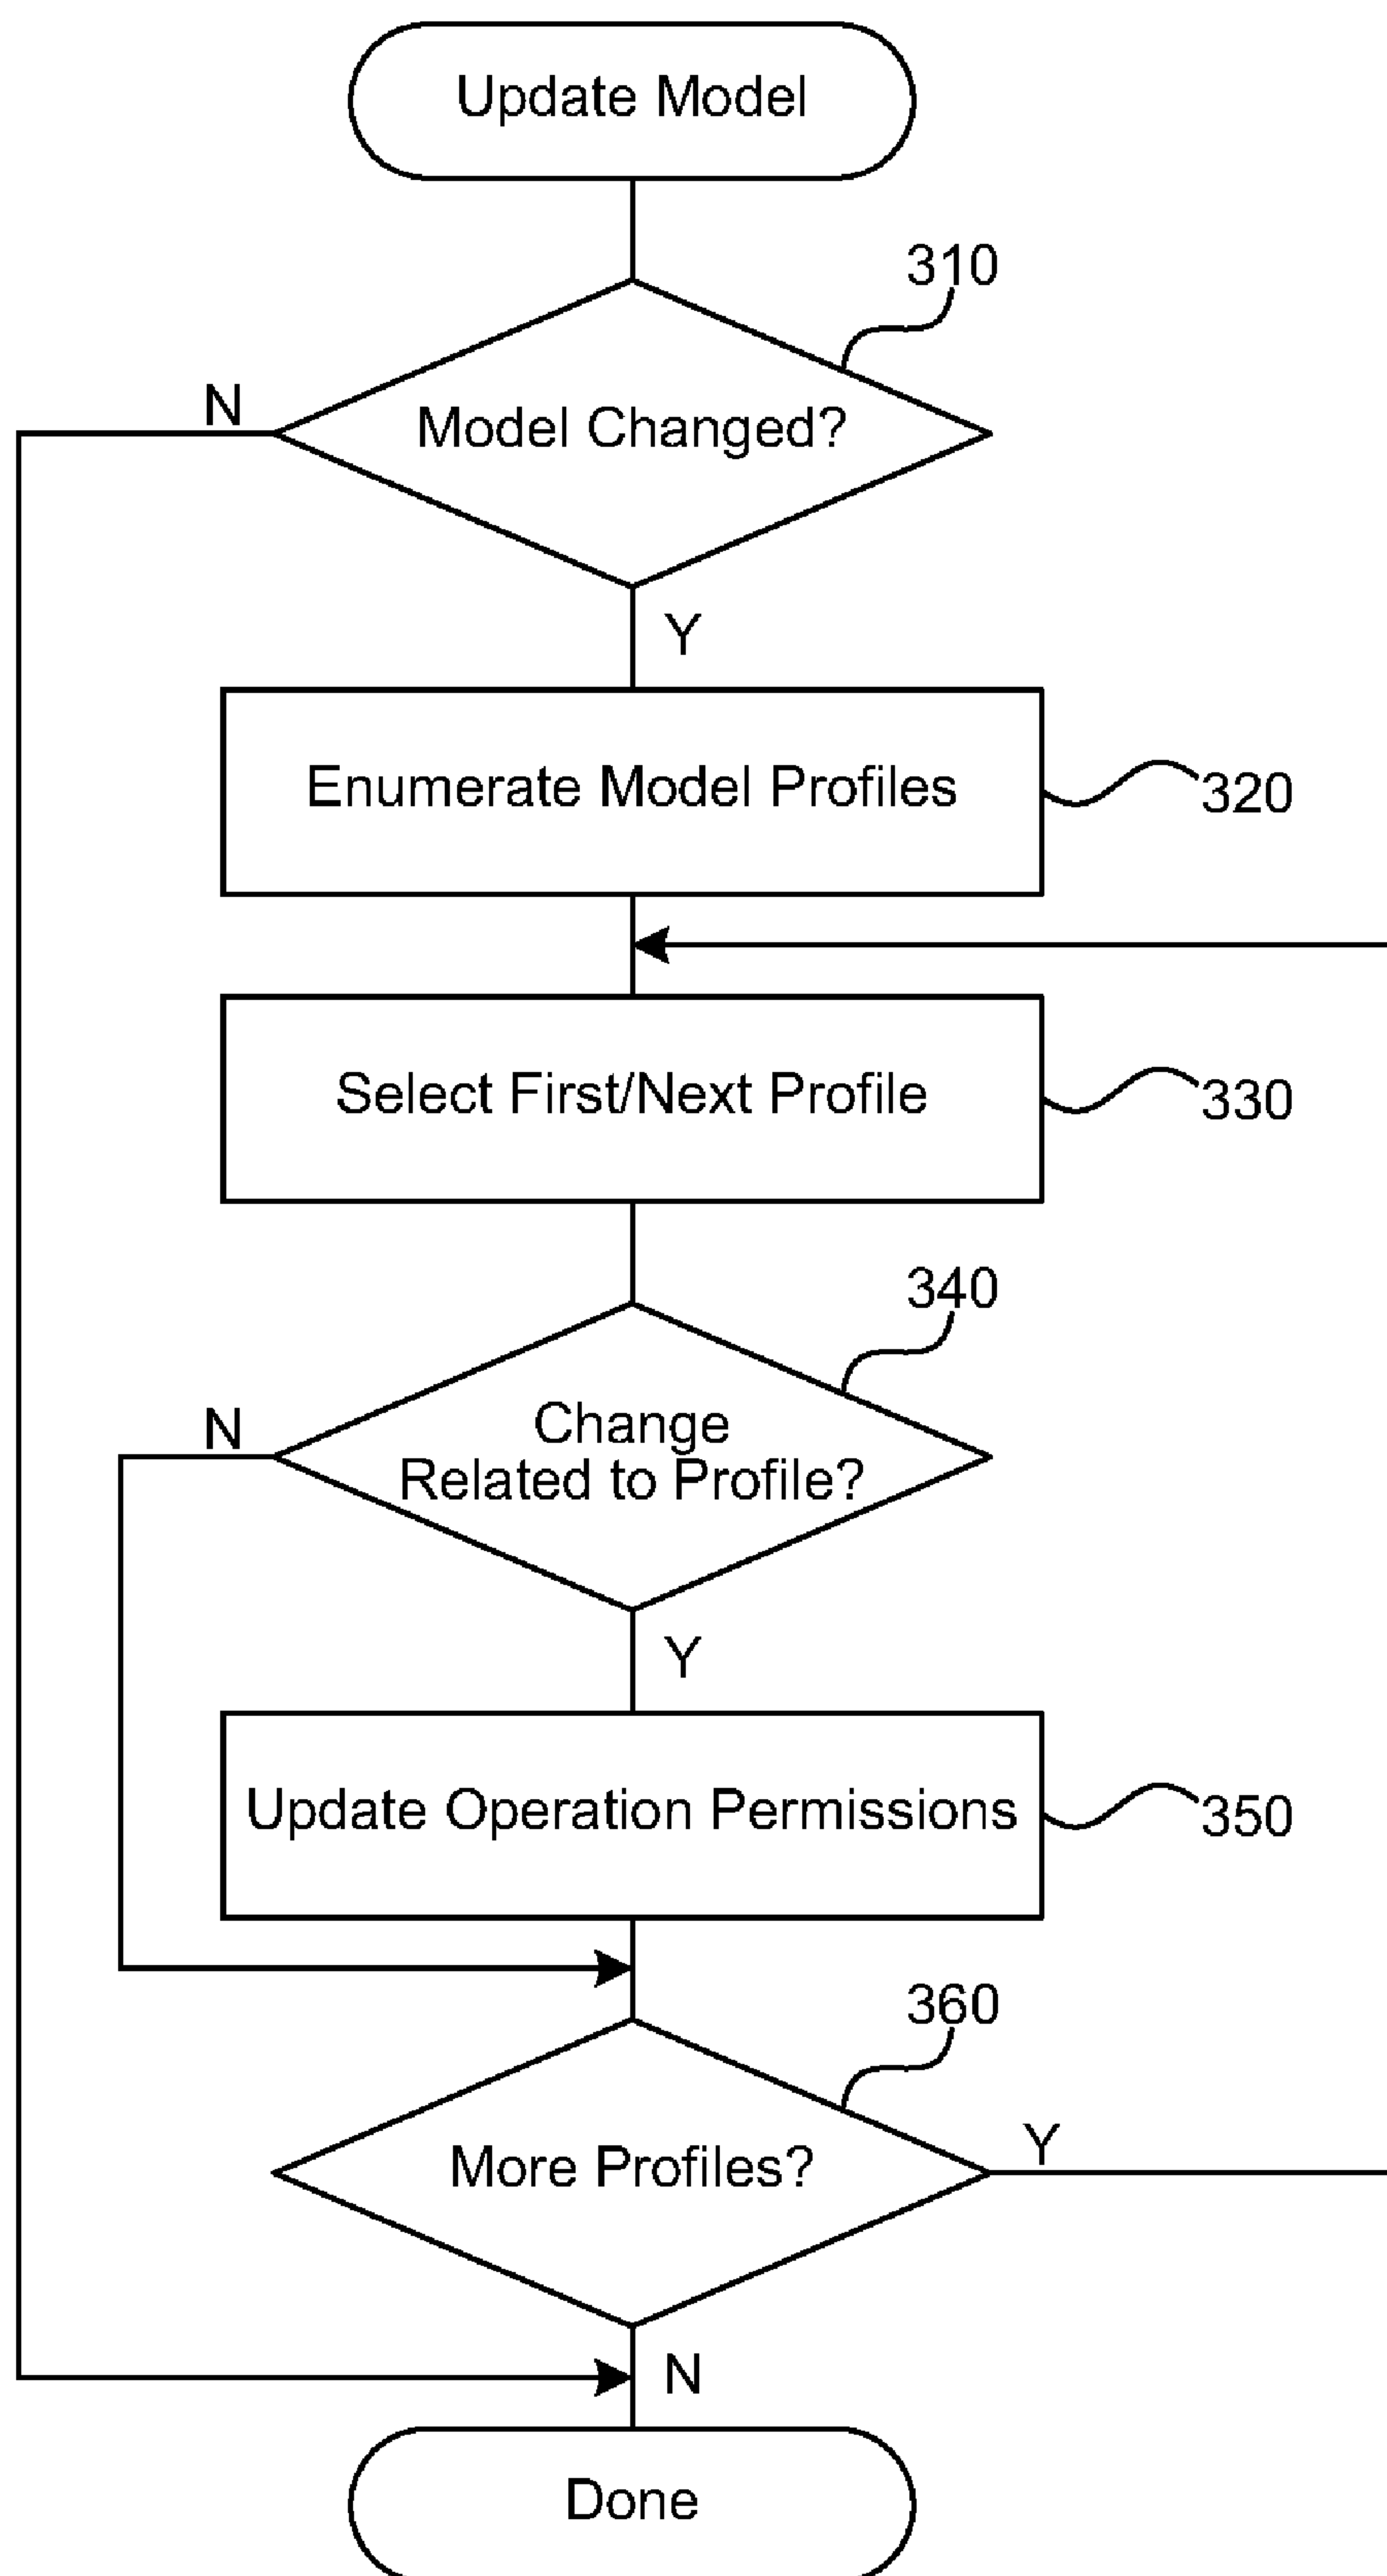 Update Model
310
N
Model Changed?
Y
Enumerate Model Profiles
320
Select First/Next Profile
330
340
N
Change
Related to Profile?
Y
Update Operation Permissions
350
360
More Profiles?
Y
N
Done